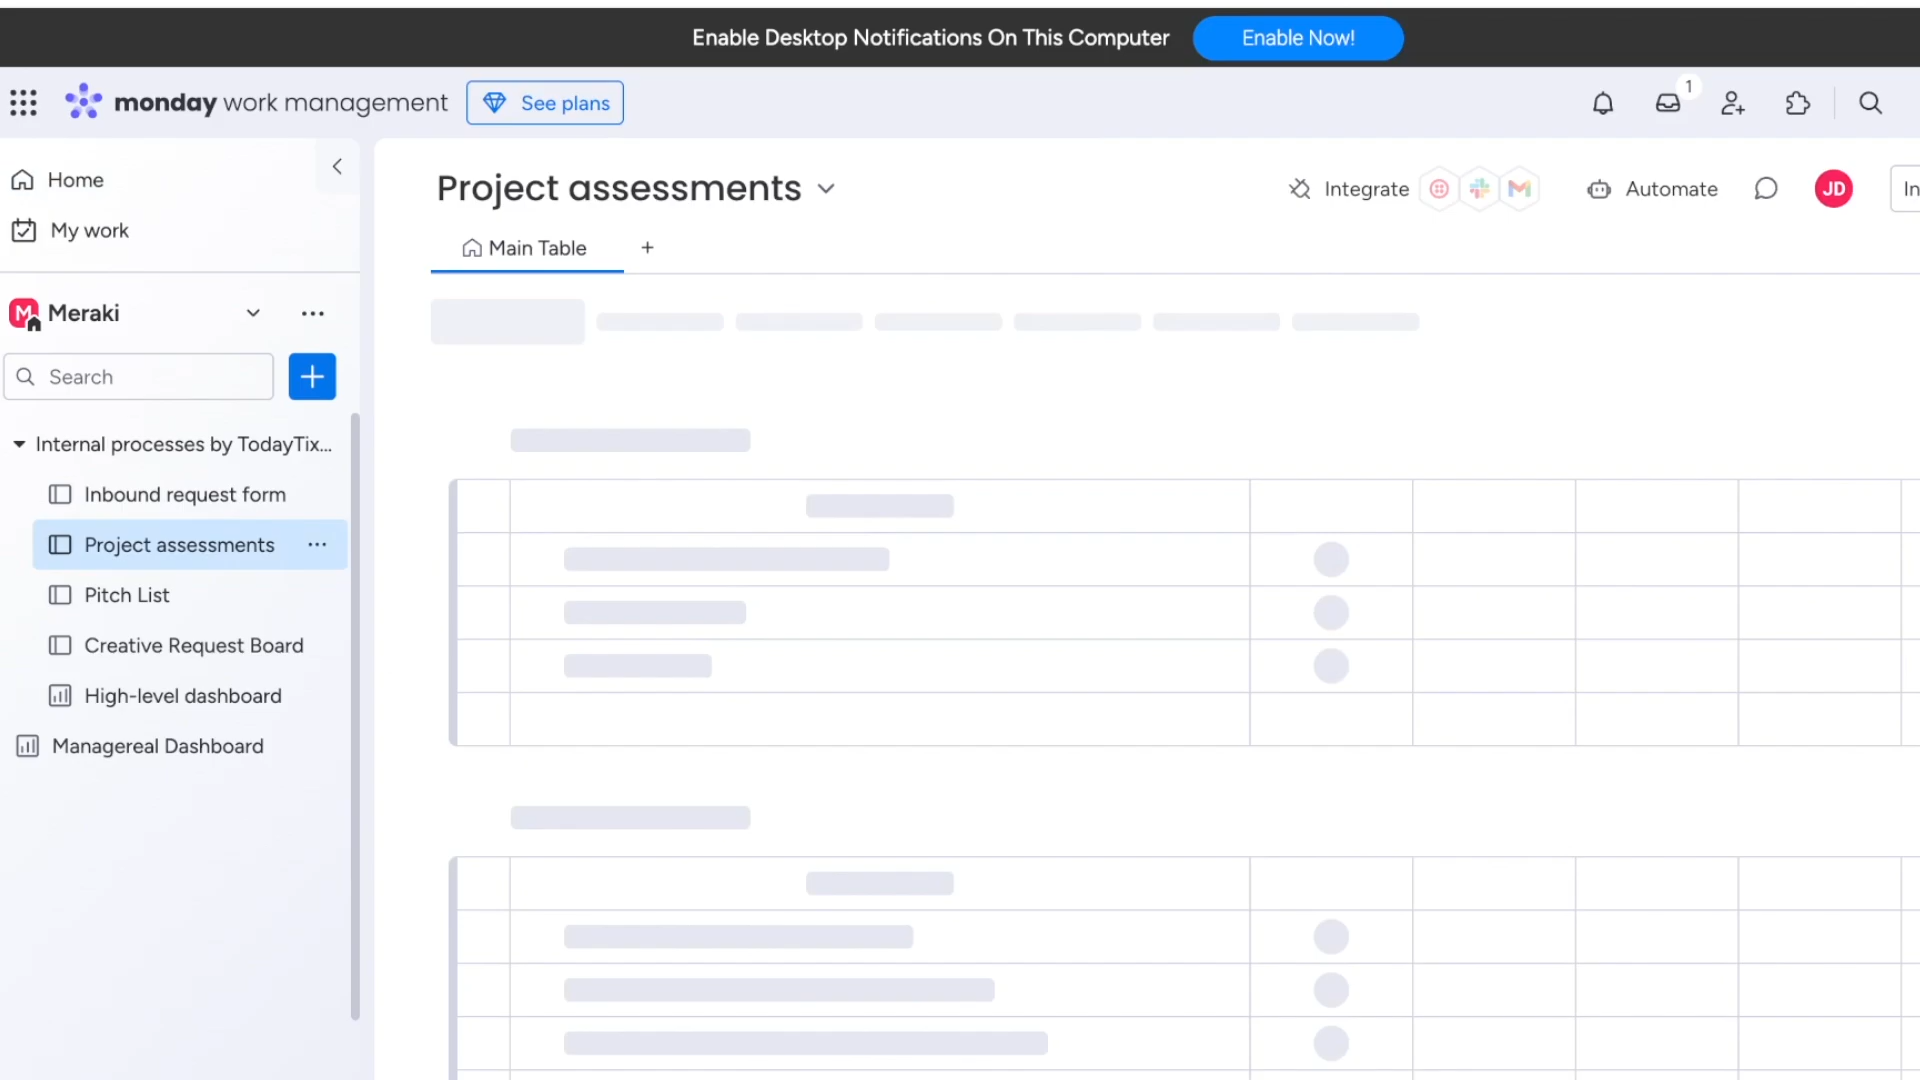 Enable Desktop Notifications On This Computer
Enable Now!
monday work management
See plans
1
Home
My work
Project assessments
Integrate
Automate
JD
In
Main Table
+
M Meraki
Search
Internal processes by TodayTix...
Inbound request form
Project assessments
Pitch List
Creative Request Board
High-level dashboard
Managereal Dashboard